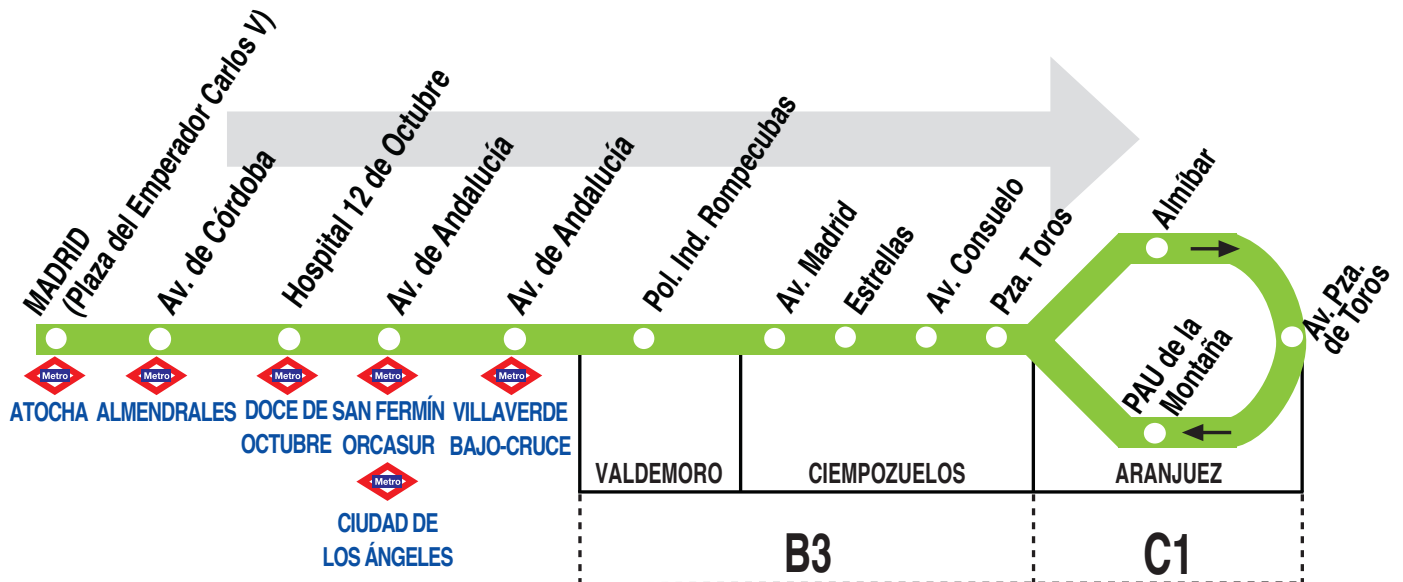 MADRID
(Plaza del Emperador Carlos V)
Av. de Córdoba
Hospital 12 de Octubre
Av. de Andalucía
Av. de Andalucía
Pol. Ind. Rompecubas
Av. Madrid
Estrellas
Av. Consuelo
Pza. Toros
Almíbar
Av. Pza.
de Toros
PAU de la
Montaña
Metro
Metro
Metro
Metro
Metro
ATOCHA
ALMENDRALES
DOCE DE
OCTUBRE
SAN FERMÍN
ORCASUR
VILLAVERDE
BAJO-CRUCE
Metro
CIUDAD DE
LOS ÁNGELES
VALDEMORO
CIEMPOZUELOS
ARANJUEZ
B3
C1